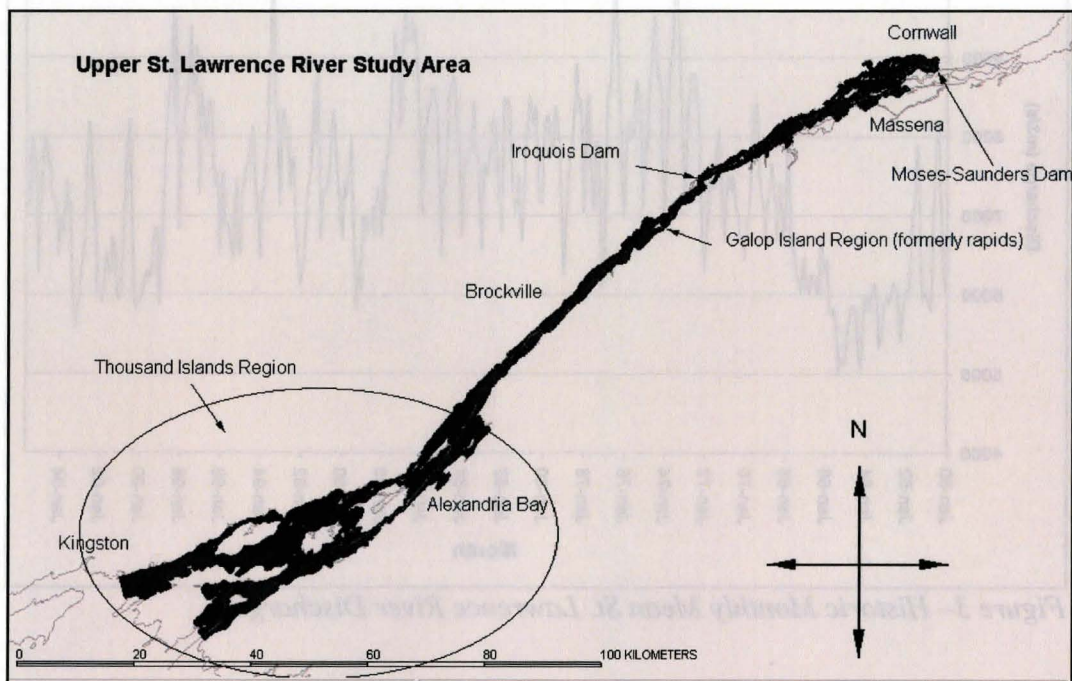 Upper St. Lawrence River Study Area
Cornwall
Massena
Iroquois Dam
Moses-Saunders Dam
Galop Island Region (formerly rapids)
Brockville
Thousand Islands Region
N
Alexandria Bay
Kingston
0 20 40 60 80 100 KILOMETERS
Figure 3 – Historic Monthly Mean St. Lawrence River Discharge